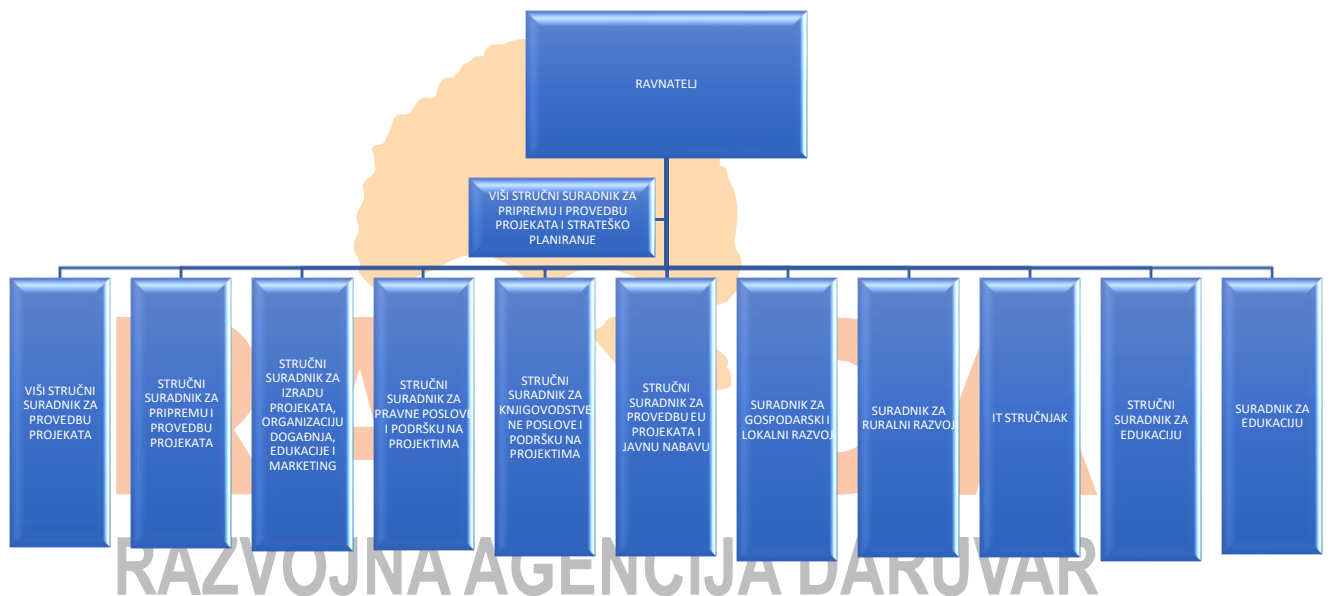 RAVNATELJ
VIŠI STRUČNI SURADNIK ZA
PRIPREMU I PROVEDBU
PROJEKATA I STRATEŠKO
PLANIRANJE
VIŠI STRUČNI
SURADNIK ZA
PROVEDBU
PROJEKATA
STRUČNI
SURADNIK ZA
PRIPREMU I
PROVEDBU
PROJEKATA
STRUČNI
SURADNIK ZA
IZRADU
PROJEKATA,
ORGANIZACIJU
DOGAĐNJA,
EDUKACIJE I
MARKETING
STRUČNI
SURADNIK ZA
PRAVNE POSLOVE
I PODRŠKU NA
PROJEKTIMA
STRUČNI
SURADNIK ZA
KNJIGOVODSTVE
NE POSLOVE I
PODRŠKU NA
PROJEKTIMA
STRUČNI
SURADNIK ZA
PROVEDBU EU
PROJEKATA I
JAVNU NABAVU
SURADNIK ZA
GOSPODARSKI I
LOKALNI RAZVOJ
SURADNIK ZA
RURALNI RAZVOJ
IT STRUČNJAK
STRUČNI
SURADNIK ZA
EDUKACIJU
SURADNIK ZA
EDUKACIJU
RAZVOJNA AGENCIJA DARUVAR